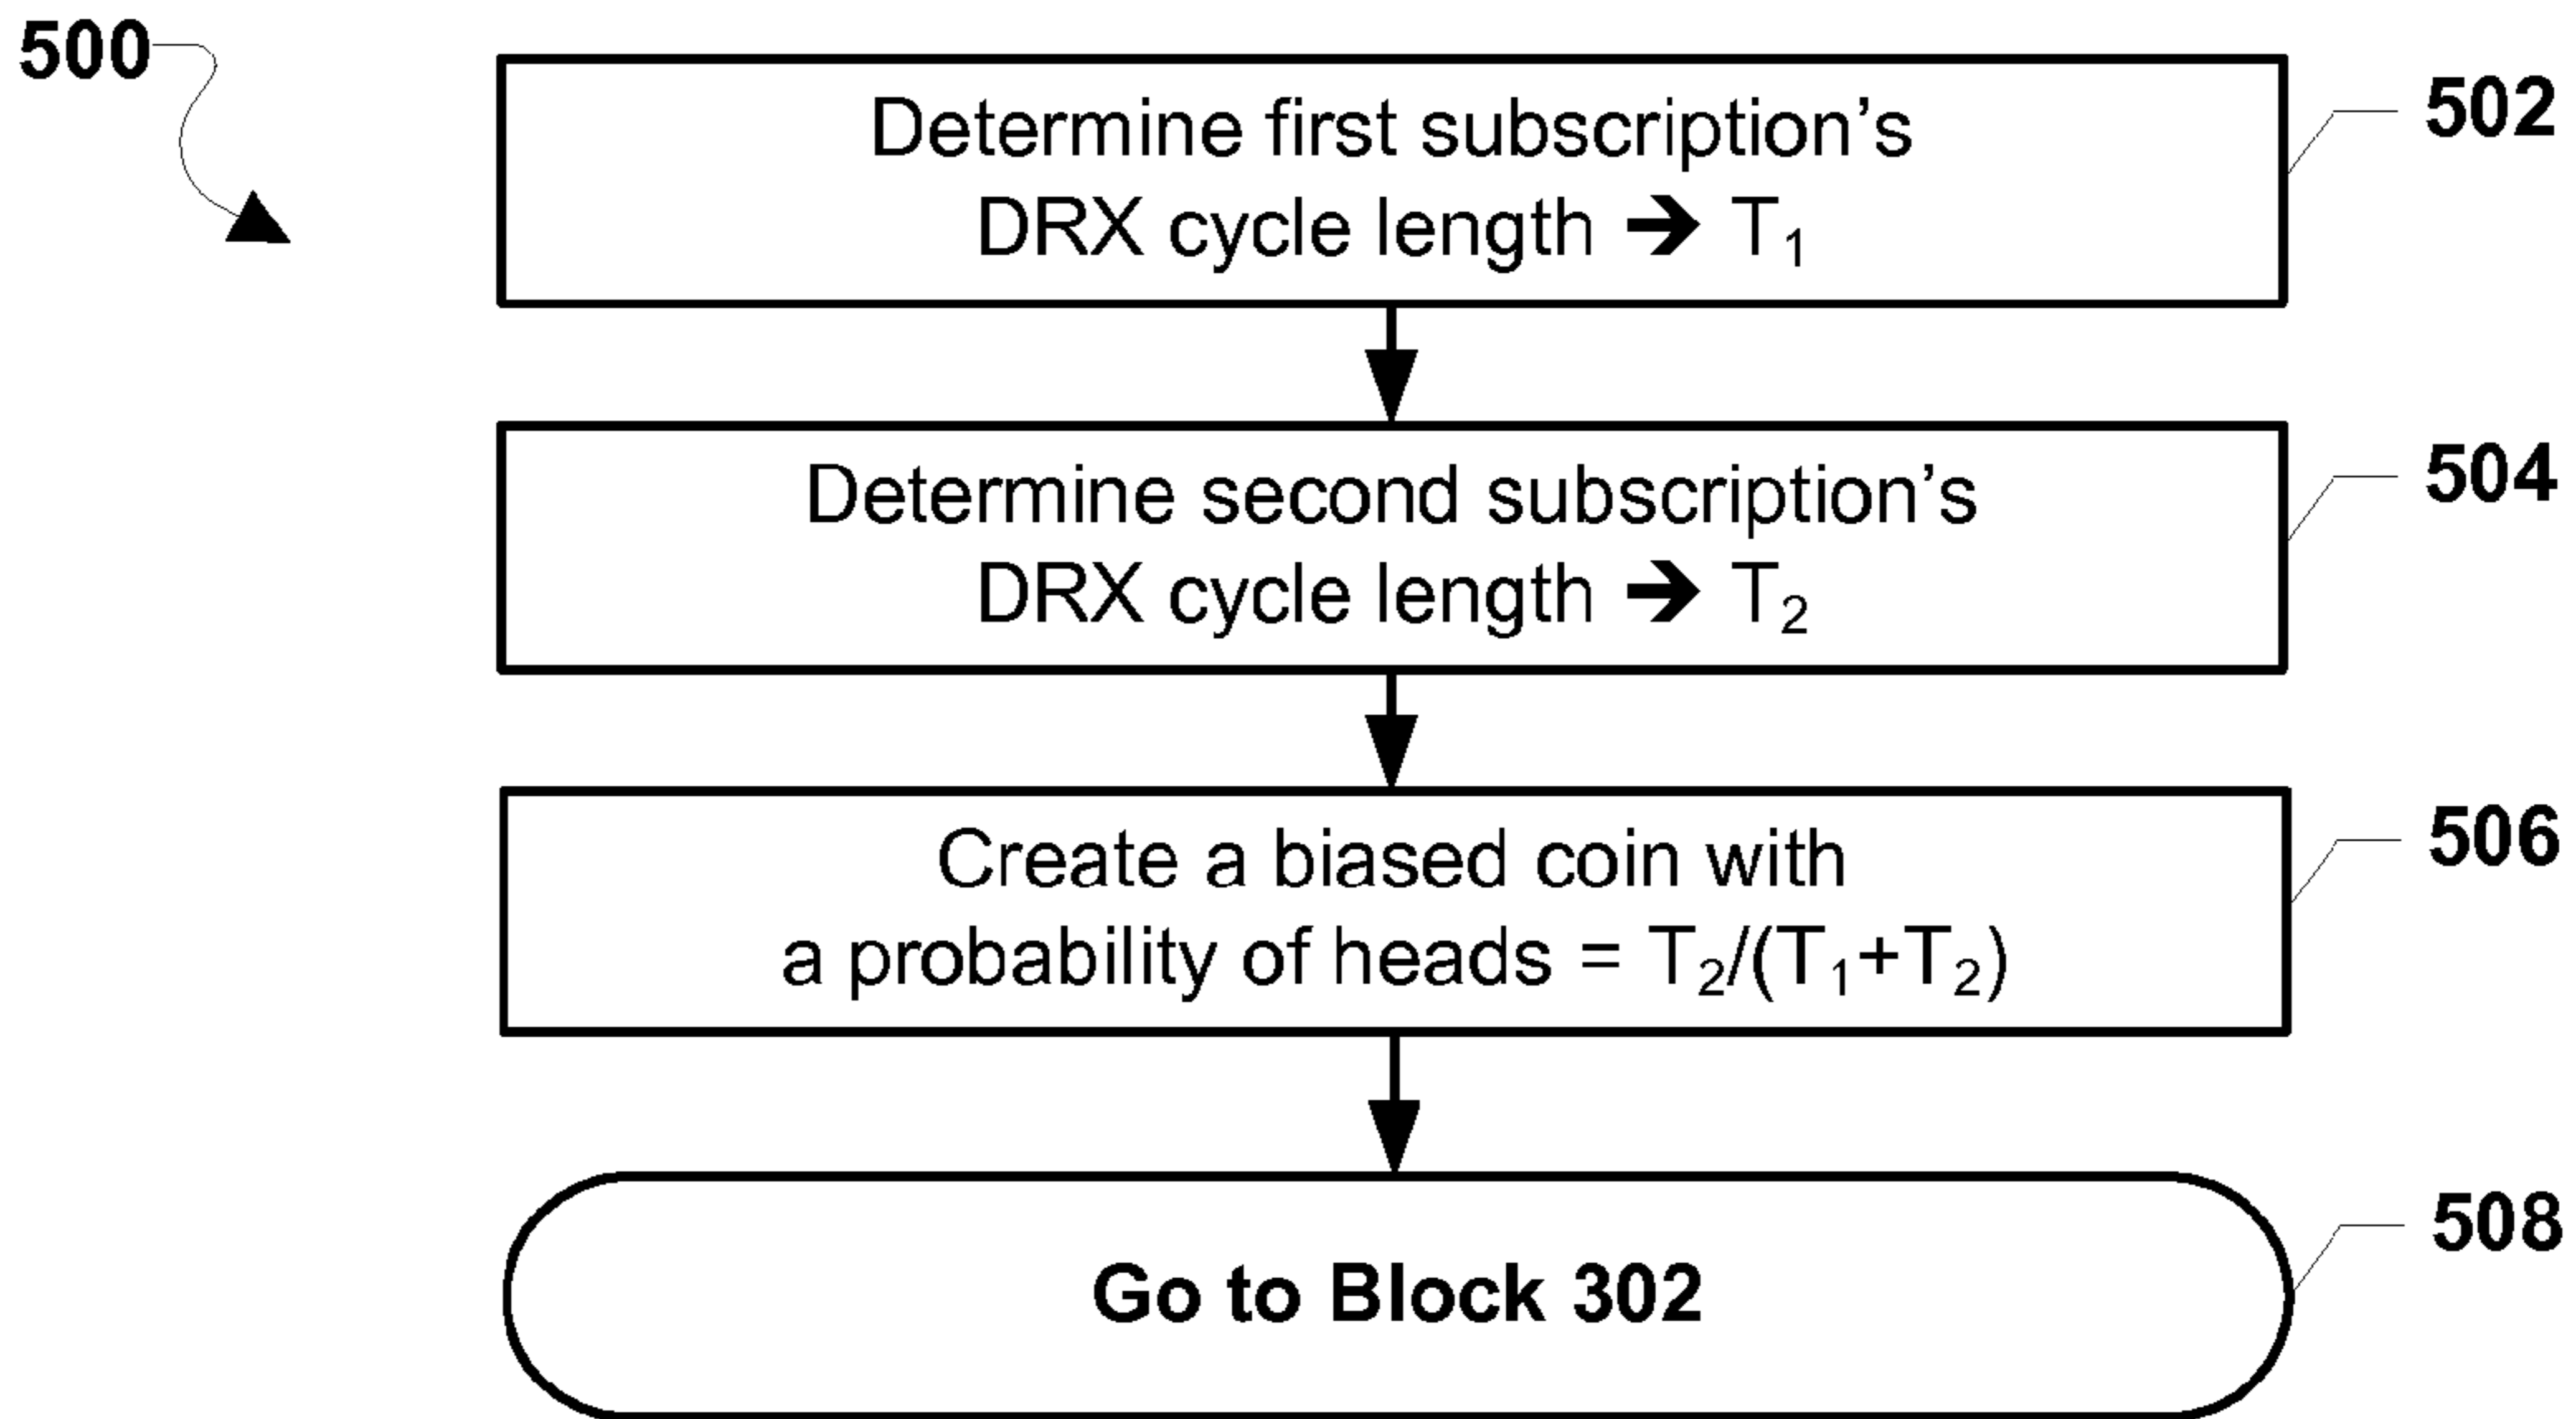 500
Determine first subscription’s
DRX cycle length ➔ T₁
502
Determine second subscription’s
DRX cycle length ➔ T₂
504
Create a biased coin with
a probability of heads = T₂/(T₁+T₂)
506
Go to Block 302
508